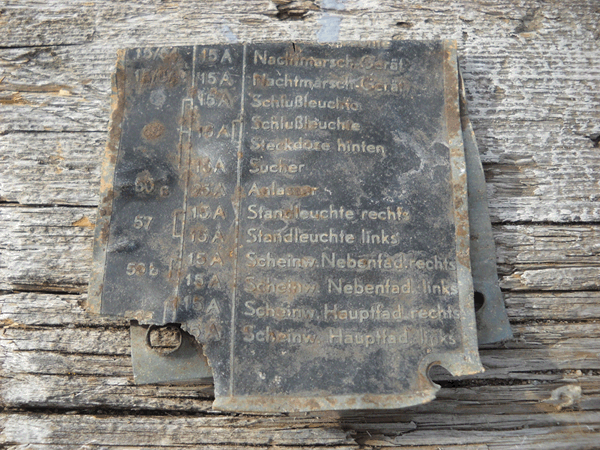 15A Nachtmarsch-Gerät
15A Nachtmarsch-Gerät
15A Schlußleuchte
15A Schlußleuchte
Steckdose hinten
15A Sucher
25A Anlasser
57 15A Standleuchte rechts
15A Standleuchte links
15A Scheinw. Nebenfad. rechts
15A Scheinw. Nebenfad. links
15A Scheinw. Hauptfad. rechts
A Scheinw. Hauptfad. links